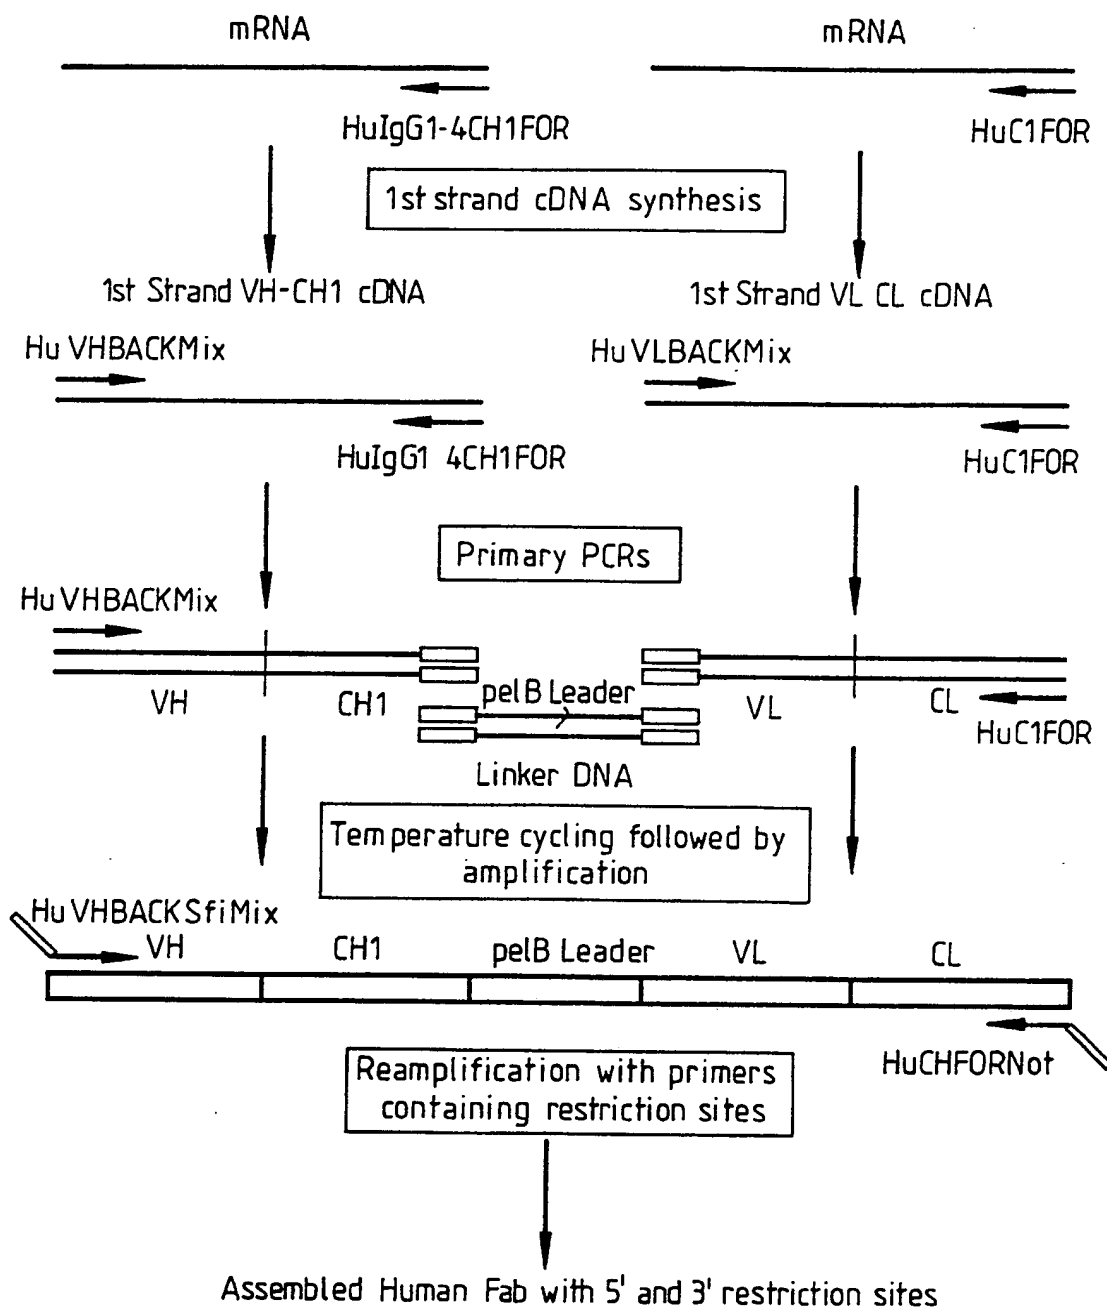 mRNA
mRNA
HuIgG1-4CH1FOR
HuC1FOR
1st strand cDNA synthesis
1st Strand VH-CH1 cDNA
1st Strand VL CL cDNA
Hu VHBACKMix
Hu VLBACKMix
HuIgG1 4CH1FOR
HuC1FOR
Primary PCRs
Hu VHBACKMix
VH
CH1
pelB Leader
VL
CL
HuC1FOR
Linker DNA
Temperature cycling followed by
amplification
Hu VHBACKSfiMix
VH
CH1
pelB Leader
VL
CL
HuCHFORNot
Reamplification with primers
containing restriction sites
Assembled Human Fab with 5' and 3' restriction sites